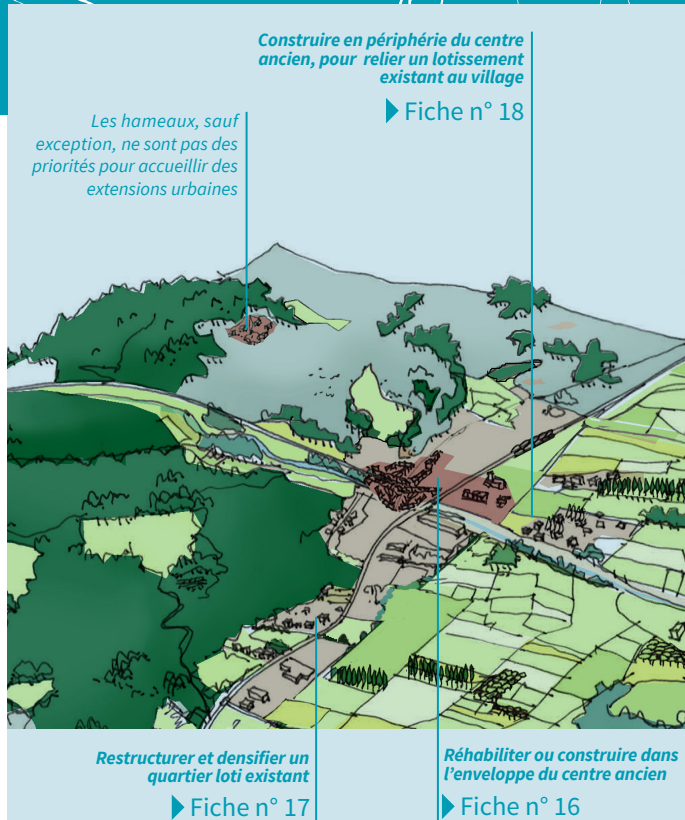 Construire en périphérie du centre
ancien, pour relier un lotissement
existant au village
Fiche n° 18
Les hameaux, sauf
exception, ne sont pas des
priorités pour accueillir des
extensions urbaines
Restructurer et densifier un
quartier loti existant
Fiche n° 17
Réhabiliter ou construire dans
l'enveloppe du centre ancien
Fiche n° 16